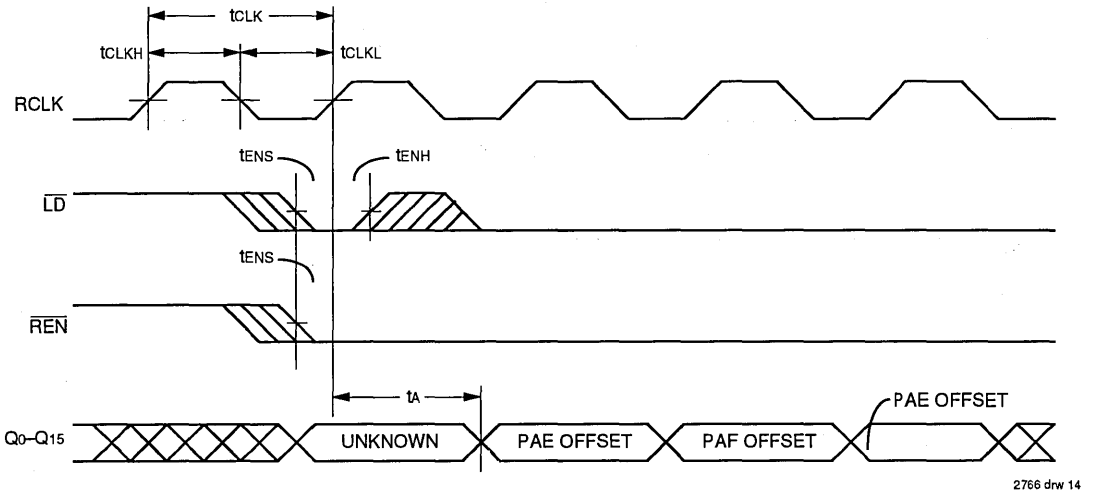 tCLK
tCLKH
tCLKL
RCLK
tENS
tENH
LD
tENS
REN
tA
PAE OFFSET
Q0–Q15
UNKNOWN
PAE OFFSET
PAF OFFSET
2766 drw 14